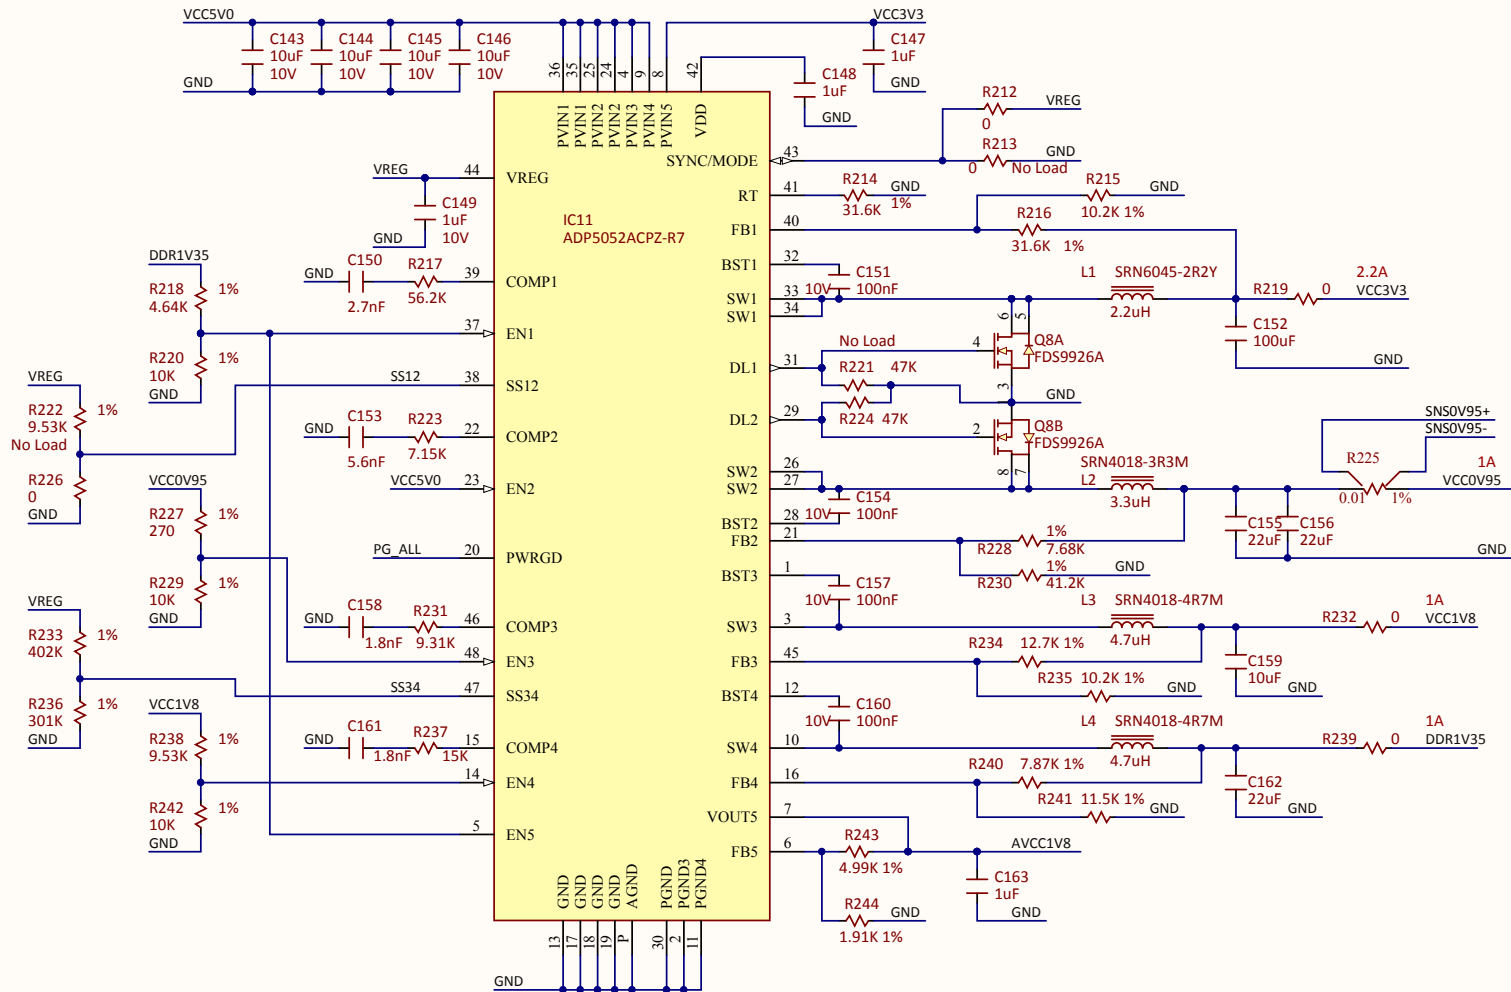 VCC5V0
C143
10uF
10V
C144
10uF
10V
C145
10uF
10V
C146
10uF
10V
GND
36
35
25
24
4
9
8
42
VCC3V3
C147
1uF
GND
C148
1uF
GND
PVIN1
PVIN1
PVIN2
PVIN2
PVIN3
PVIN4
PVIN5
VDD
R212
0
VREG
R213
0
No Load
GND
SYNC/MODE
43
VREG
44
VREG
C149
1uF
10V
GND
IC11
ADP5052ACPZ-R7
RT
41
R214
31.6K
1%
GND
R215
10.2K 1%
GND
FB1
40
R216
31.6K 1%
DDR1V35
R218
4.64K
1%
GND
C150
2.7nF
R217
56.2K
39
COMP1
BST1
32
C151
10V
100nF
L1
SRN6045-2R2Y
2.2uH
R219
0
2.2A
VCC3V3
SW1
33
SW1
34
C152
100uF
GND
37
EN1
R220
10K
1%
GND
6
5
Q8A
FDS9926A
4
3
No Load
DL1
31
R221
47K
R224
47K
GND
DL2
29
2
Q8B
FDS9926A
8
7
VREG
R222
9.53K
No Load
1%
SS12
38
SS12
R226
0
GND
GND
C153
5.6nF
R223
7.15K
22
COMP2
SNS0V95+
SNS0V95-
SW2
26
SW2
27
SRN4018-3R3M
L2
3.3uH
R225
0.01
1%
1A
VCC0V95
VCC5V0
23
EN2
VCC0V95
R227
270
1%
C154
10V
100nF
BST2
28
C155
22uF
C156
22uF
GND
FB2
21
1%
R228
7.68K
PG_ALL
20
PWRGD
R229
10K
1%
GND
R230
1%
41.2K
GND
BST3
1
C157
10V
100nF
VREG
R233
402K
1%
GND
C158
1.8nF
R231
9.31K
46
COMP3
SW3
3
L3
SRN4018-4R7M
4.7uH
R232
0
1A
VCC1V8
48
EN3
FB3
45
R234
12.7K 1%
C159
10uF
GND
R235
10.2K 1%
GND
SS34
47
SS34
R236
301K
1%
GND
VCC1V8
R238
9.53K
1%
BST4
12
C160
10V
100nF
GND
C161
1.8nF
R237
15K
15
COMP4
SW4
10
L4
SRN4018-4R7M
4.7uH
R239
0
1A
DDR1V35
14
EN4
FB4
16
R240
7.87K 1%
C162
22uF
GND
R241
11.5K 1%
GND
R242
10K
1%
GND
VOUT5
7
5
EN5
FB5
6
R243
4.99K 1%
AVCC1V8
C163
1uF
GND
R244
1.91K 1%
GND
GND
GND
GND
GND
AGND
PGND
PGND3
PGND4
13
17
18
19
P
30
2
11
GND